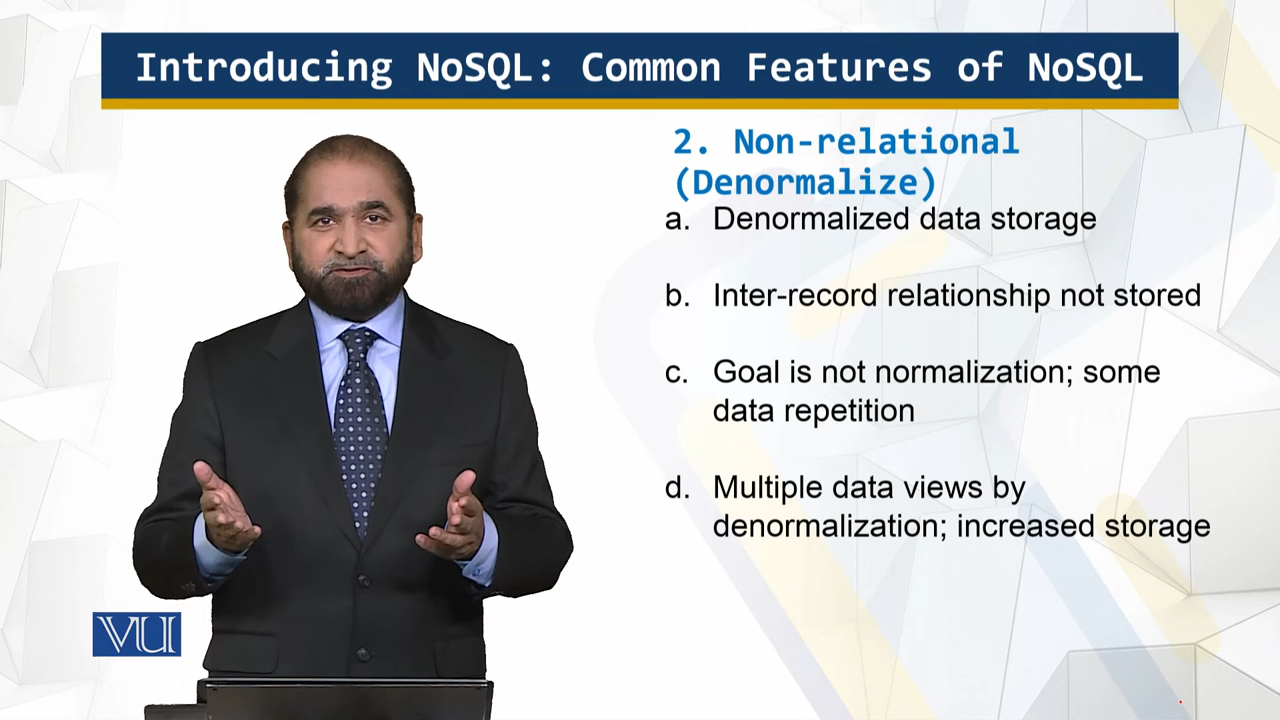 Introducing NoSQL: Common Features of NoSQL
2. Non-relational
(Denormalize)
a. Denormalized data storage
b. Inter-record relationship not stored
c. Goal is not normalization; some
data repetition
d. Multiple data views by
denormalization; increased storage
VU